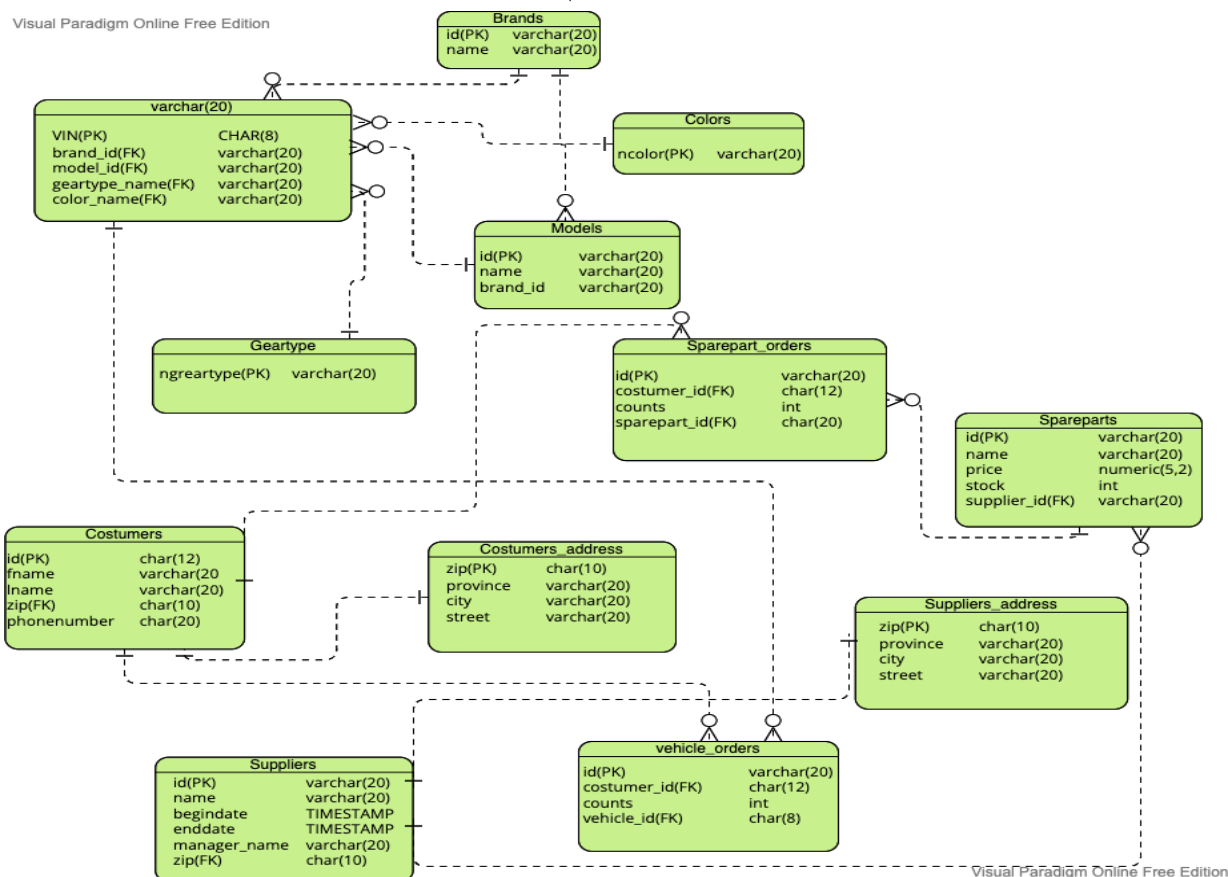 Visual Paradigm Online Free Edition
Brands
id(PK) varchar(20)
name varchar(20)
varchar(20)
VIN(PK) CHAR(8)
brand_id(FK) varchar(20)
model_id(FK) varchar(20)
geartype_name(FK) varchar(20)
color_name(FK) varchar(20)
Colors
ncolor(PK) varchar(20)
Models
id(PK) varchar(20)
name varchar(20)
brand_id varchar(20)
Geartype
ngreartype(PK) varchar(20)
Sparepart_orders
id(PK) varchar(20)
costumer_id(FK) char(12)
counts int
sparepart_id(FK) char(20)
Spareparts
id(PK) varchar(20)
name varchar(20)
price numeric(5,2)
stock int
supplier_id(FK) varchar(20)
Costumers
id(PK) char(12)
fname varchar(20
lname varchar(20)
zip(FK) char(10)
phonenumber char(20)
Costumers_address
zip(PK) char(10)
province varchar(20)
city varchar(20)
street varchar(20)
Suppliers_address
zip(PK) char(10)
province varchar(20)
city varchar(20)
street varchar(20)
Suppliers
id(PK) varchar(20)
name varchar(20)
begindate TIMESTAMP
enddate TIMESTAMP
manager_name varchar(20)
zip(FK) char(10)
vehicle_orders
id(PK) varchar(20)
costumer_id(FK) char(12)
counts int
vehicle_id(FK) char(8)
Visual Paradigm Online Free Edition